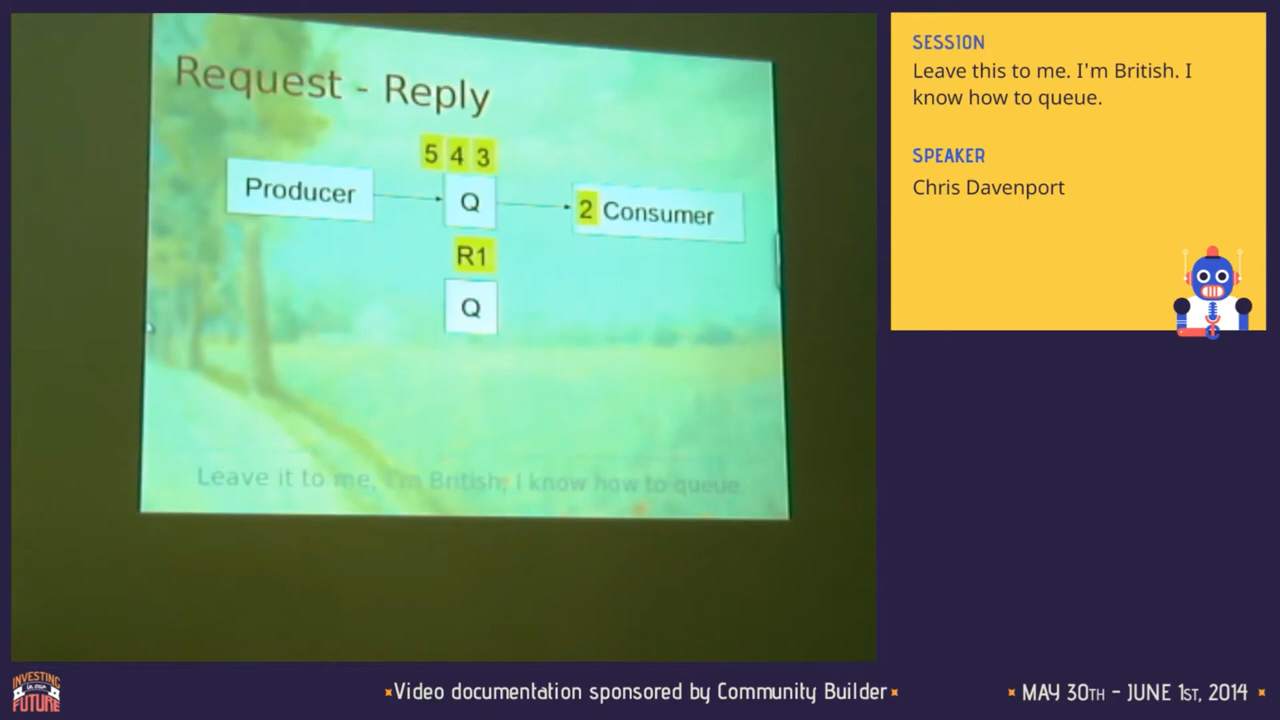 Request - Reply
5 4 3
Producer
Q
2 Consumer
R1
Q
Leave it to me, I'm British, I know how to queue
SESSION
Leave this to me. I'm British. I
know how to queue.
SPEAKER
Chris Davenport
INVESTING
IN OUR
FUTURE
Video documentation sponsored by Community Builder
MAY 30TH - JUNE 1ST, 2014